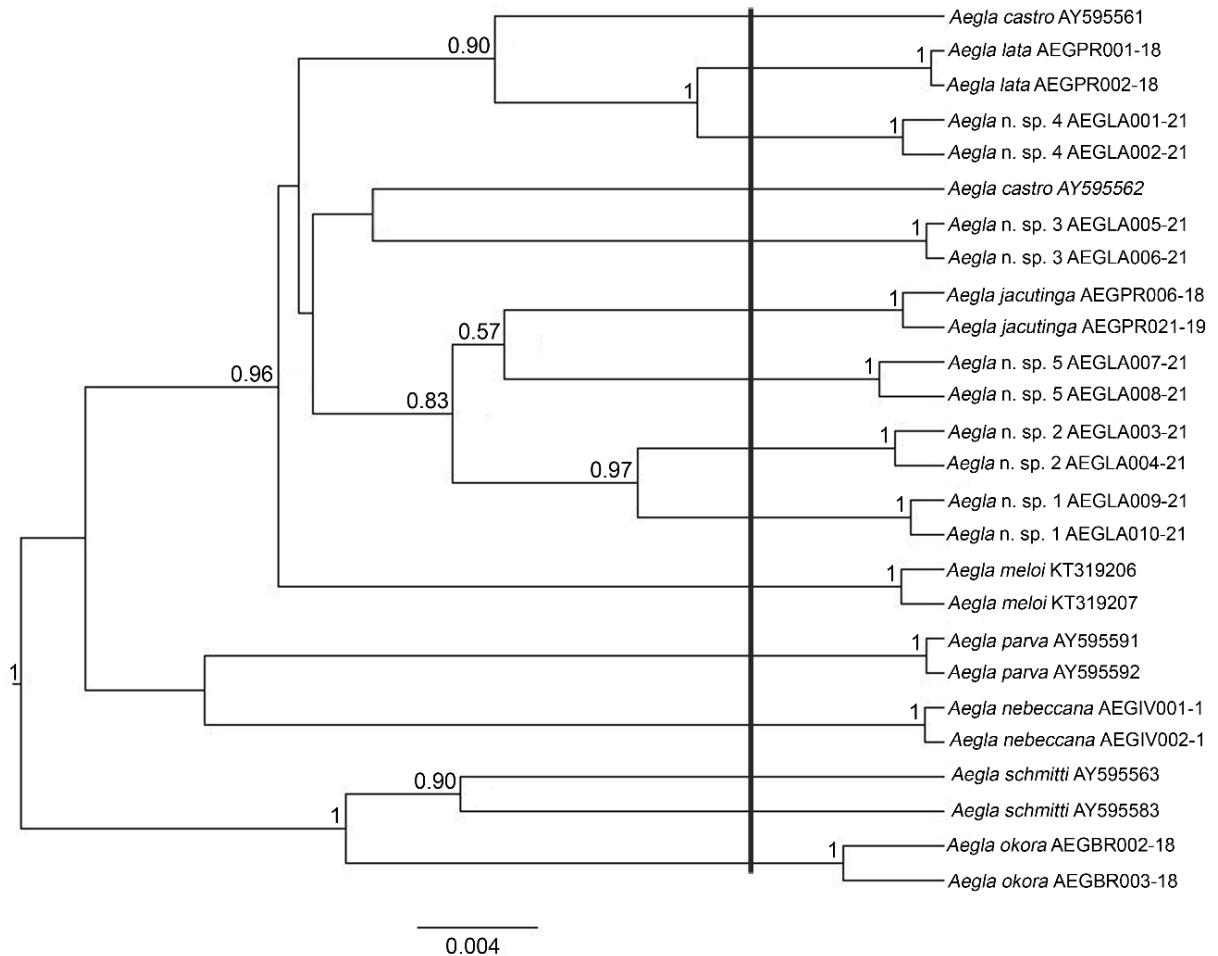 Aegla castro AY595561
0.90
1
Aegla lata AEGPR001-18
Aegla lata AEGPR002-18
1
1
Aegla n. sp. 4 AEGLA001-21
Aegla n. sp. 4 AEGLA002-21
Aegla castro AY595562
1
Aegla n. sp. 3 AEGLA005-21
Aegla n. sp. 3 AEGLA006-21
1
Aegla jacutinga AEGPR006-18
Aegla jacutinga AEGPR021-19
0.57
1
Aegla n. sp. 5 AEGLA007-21
0.96
Aegla n. sp. 5 AEGLA008-21
0.83
1
Aegla n. sp. 2 AEGLA003-21
Aegla n. sp. 2 AEGLA004-21
0.97
1
Aegla n. sp. 1 AEGLA009-21
Aegla n. sp. 1 AEGLA010-21
1
Aegla meloi KT319206
Aegla meloi KT319207
1
Aegla parva AY595591
Aegla parva AY595592
1
1
Aegla nebeccana AEGIV001-1
Aegla nebeccana AEGIV002-1
0.90
Aegla schmitti AY595563
1
Aegla schmitti AY595583
1
Aegla okora AEGBR002-18
Aegla okora AEGBR003-18
0.004